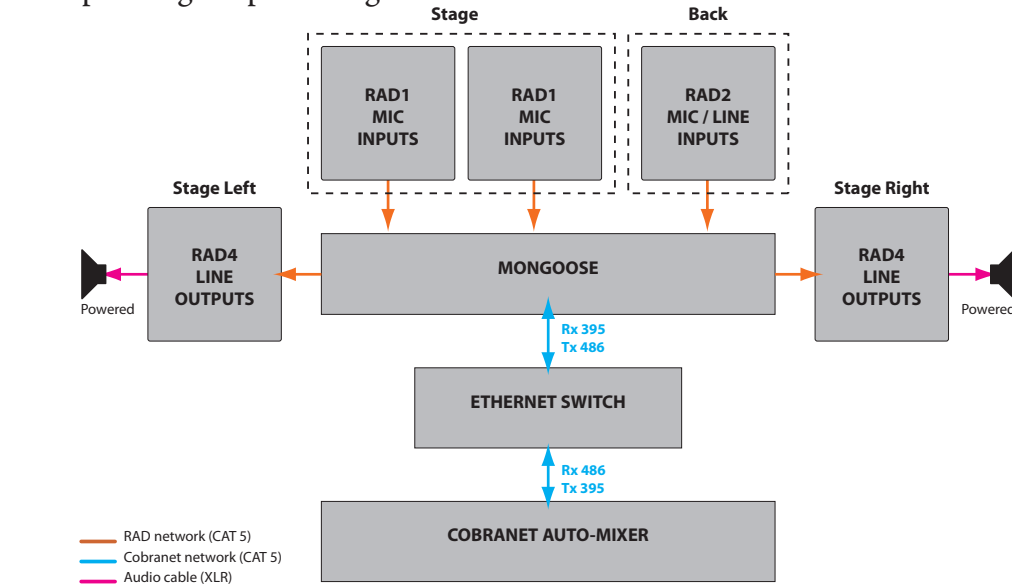 Stage
Back
RAD1
MIC
INPUTS
RAD1
MIC
INPUTS
RAD2
MIC / LINE
INPUTS
Stage Left
Stage Right
RAD4
LINE
OUTPUTS
MONGOOSE
RAD4
LINE
OUTPUTS
Powered
Powered
Rx 395
Tx 486
ETHERNET SWITCH
Rx 486
Tx 395
COBRANET AUTO-MIXER
RAD network (CAT 5)
Cobranet network (CAT 5)
Audio cable (XLR)